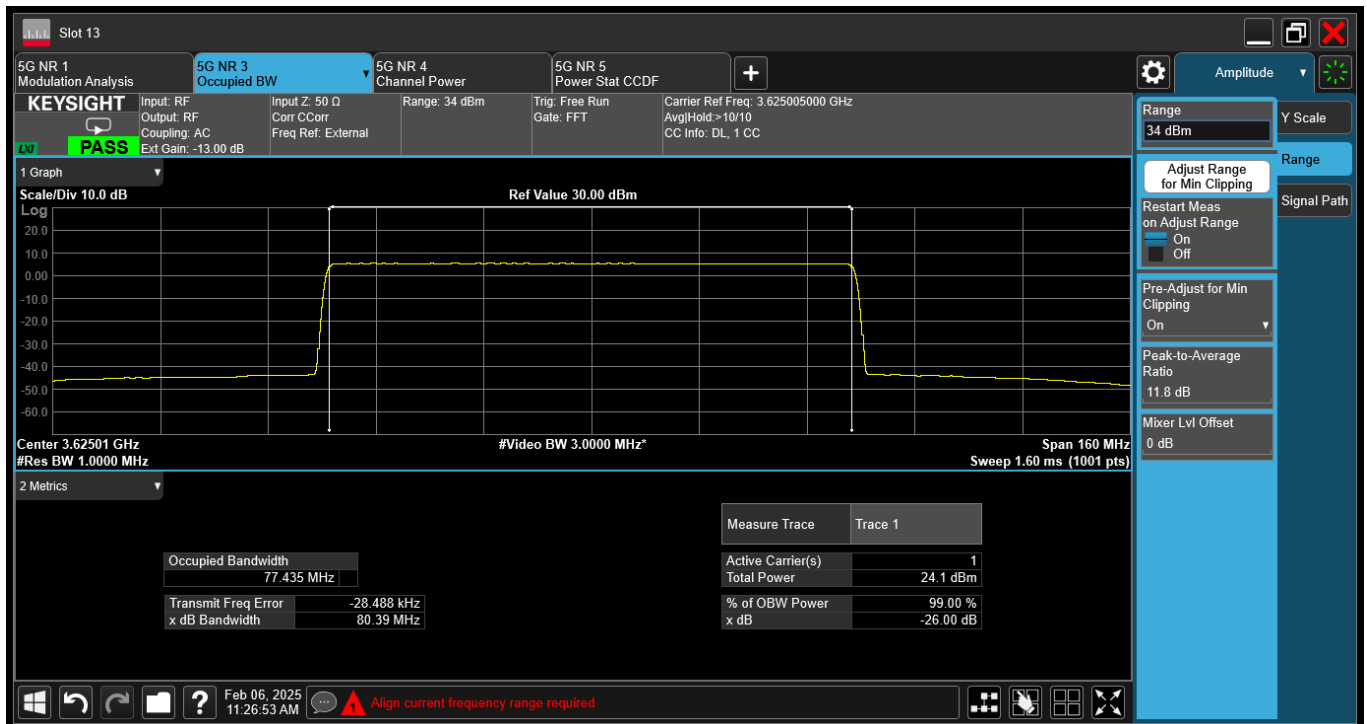 Slot 13
5G NR 1
Modulation Analysis
5G NR 3
Occupied BW
5G NR 4
Channel Power
5G NR 5
Power Stat CCDF
Amplitude
KEYSIGHT
LXI
PASS
Input: RF
Output: RF
Coupling: AC
Ext Gain: -13.00 dB
Input Z: 50 Ω
Corr CCorr
Freq Ref: External
Range: 34 dBm
Trig: Free Run
Gate: FFT
Carrier Ref Freq: 3.625005000 GHz
Avg|Hold:>10/10
CC Info: DL, 1 CC
1 Graph
Scale/Div 10.0 dB
Ref Value 30.00 dBm
Log
20.0
10.0
0.00
-10.0
-20.0
-30.0
-40.0
-50.0
-60.0
Center 3.62501 GHz
#Video BW 3.0000 MHz*
Span 160 MHz
#Res BW 1.0000 MHz
Sweep 1.60 ms (1001 pts)
2 Metrics
Measure Trace Trace 1
Occupied Bandwidth
77.435 MHz
Active Carrier(s) 1
Total Power 24.1 dBm
Transmit Freq Error -28.488 kHz
x dB Bandwidth 80.39 MHz
% of OBW Power 99.00 %
x dB -26.00 dB
Range
34 dBm
Adjust Range
for Min Clipping
Restart Meas
on Adjust Range
On
Off
Pre-Adjust for Min
Clipping
On
Peak-to-Average
Ratio
11.8 dB
Mixer Lvl Offset
0 dB
Y Scale
Range
Signal Path
?
Feb 06, 2025
11:26:53 AM
1
Align current frequency range required